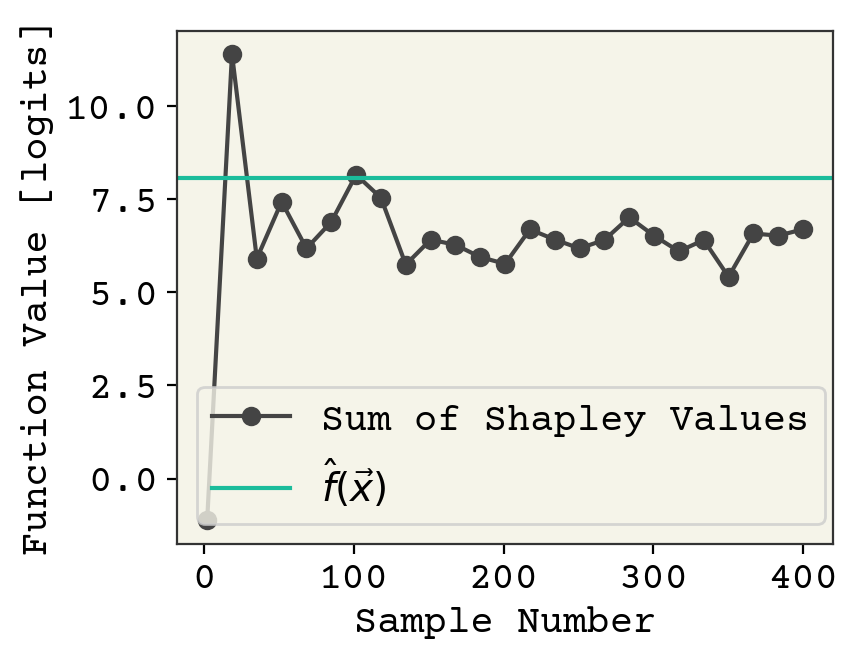 Function Value [logits]
10.0
7.5
5.0
2.5
0.0
Sum of Shapley Values
f̂(x⃗)
0 100 200 300 400
Sample Number